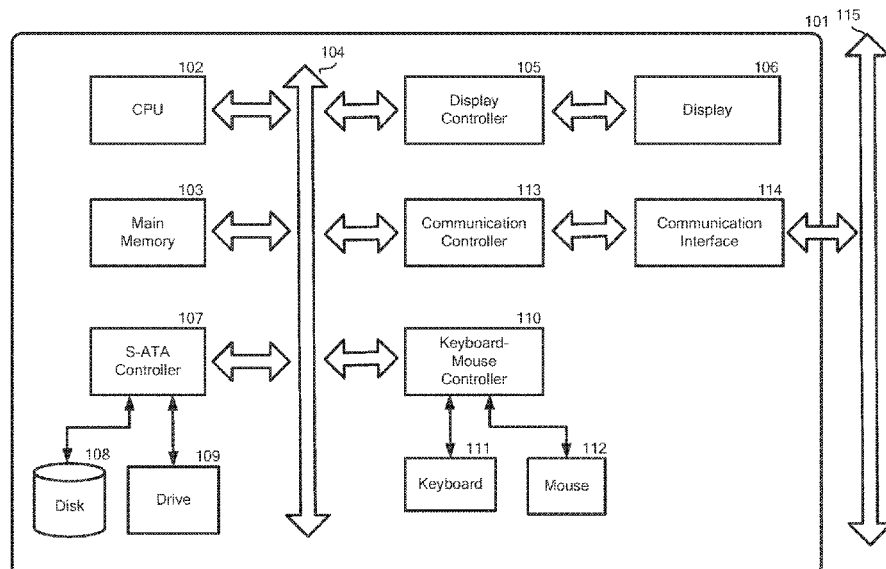 101
115
104
102
CPU
105
Display
Controller
106
Display
103
Main
Memory
113
Communication
Controller
114
Communication
Interface
107
S-ATA
Controller
110
Keyboard-
Mouse
Controller
108
Disk
109
Drive
111
Keyboard
112
Mouse